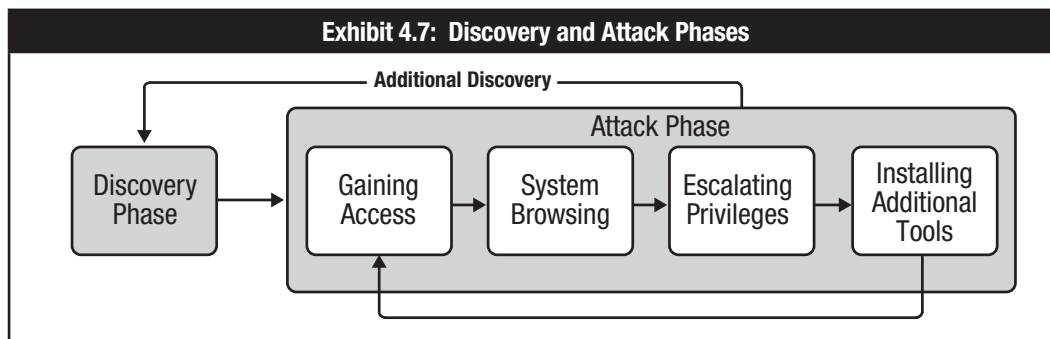 Exhibit 4.7: Discovery and Attack Phases
Additional Discovery
Attack Phase
Discovery
Phase
Gaining
Access
System
Browsing
Escalating
Privileges
Installing
Additional
Tools